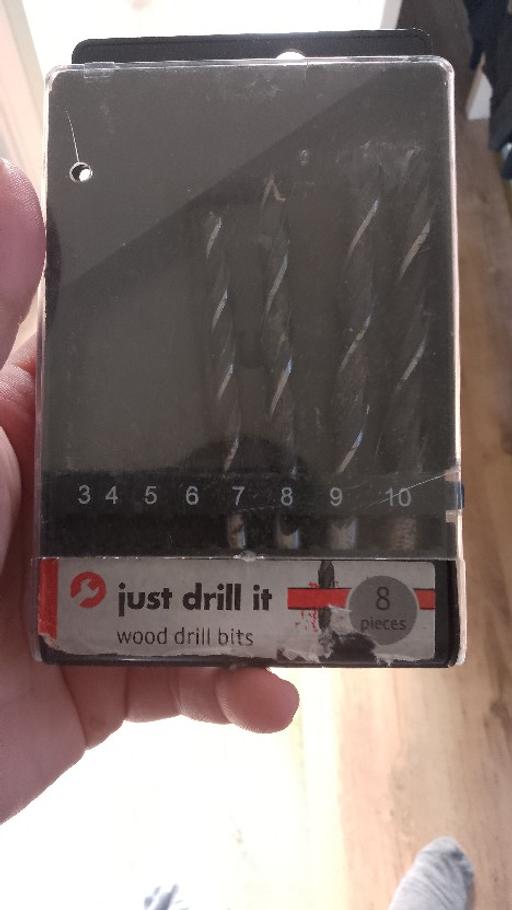 3 4 5 6 7 8 9 10
just drill it
wood drill bits
8
pieces